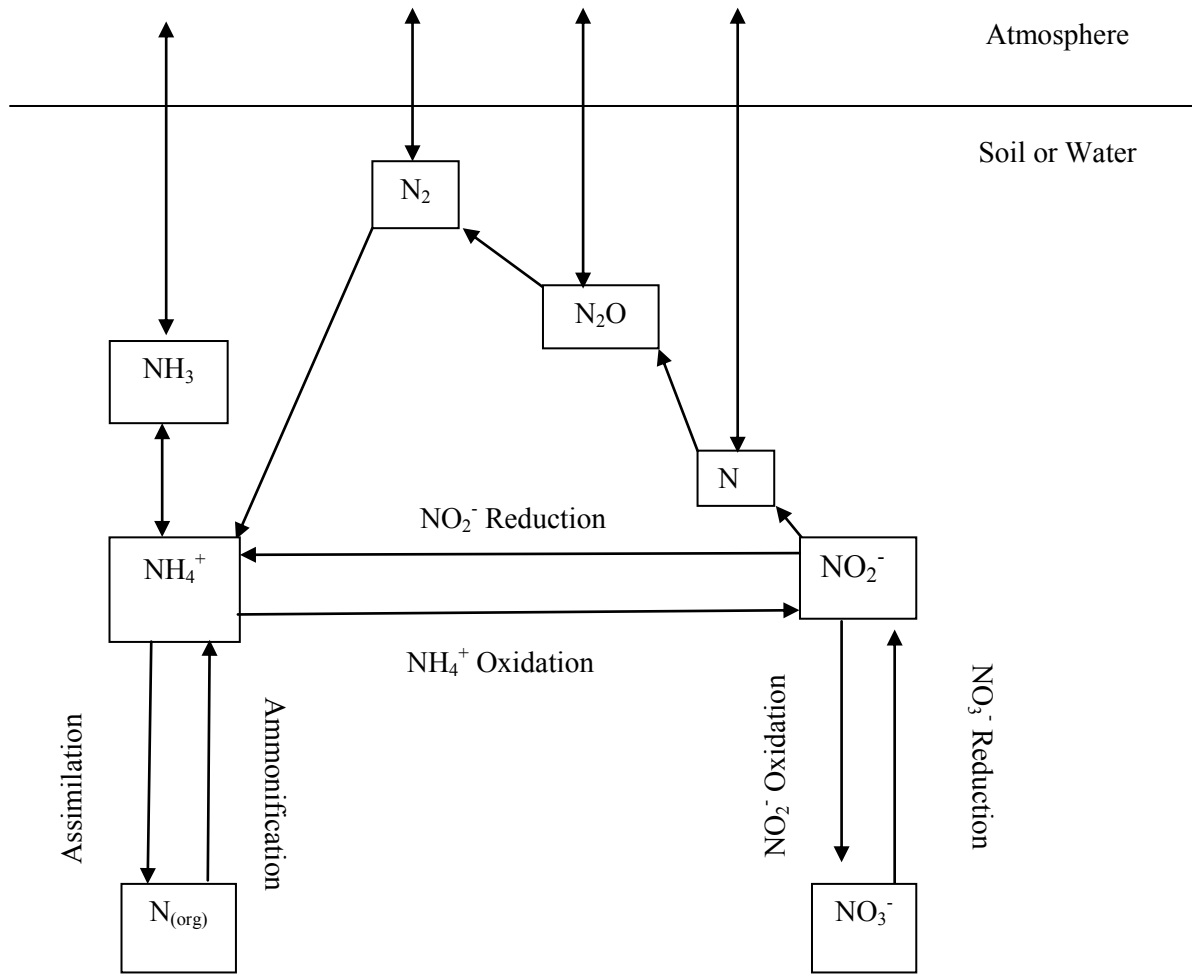 Atmosphere
Soil or Water
N₂
N₂O
NH₃
N
NO₂⁻ Reduction
NH₄⁺
NO₂⁻
NH₄⁺ Oxidation
Assimilation
Ammonification
NO₂⁻ Oxidation
NO₃⁻ Reduction
N₍org₎
NO₃⁻